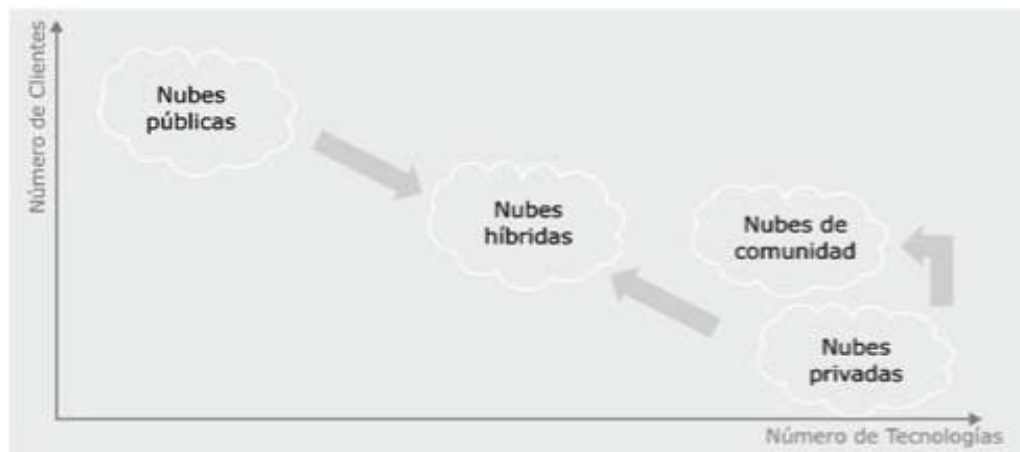 Número de Clientes
Nubes
públicas
Nubes
híbridas
Nubes de
comunidad
Nubes
privadas
Número de Tecnologías